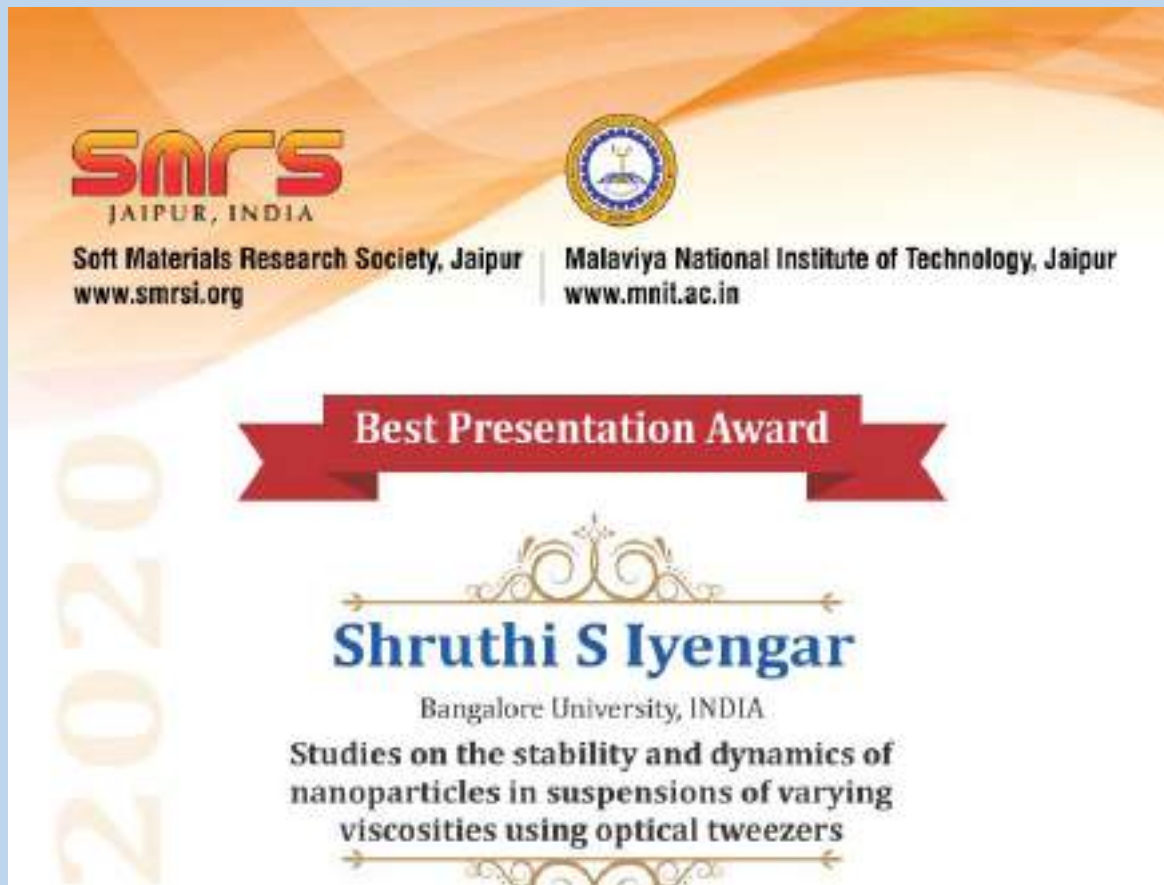 smrs
JAIPUR, INDIA
Soft Materials Research Society, Jaipur
www.smrsi.org
Malaviya National Institute of Technology, Jaipur
www.mnit.ac.in
Best Presentation Award
2020
Shruthi S Iyengar
Bangalore University, INDIA
Studies on the stability and dynamics of
nanoparticles in suspensions of varying
viscosities using optical tweezers